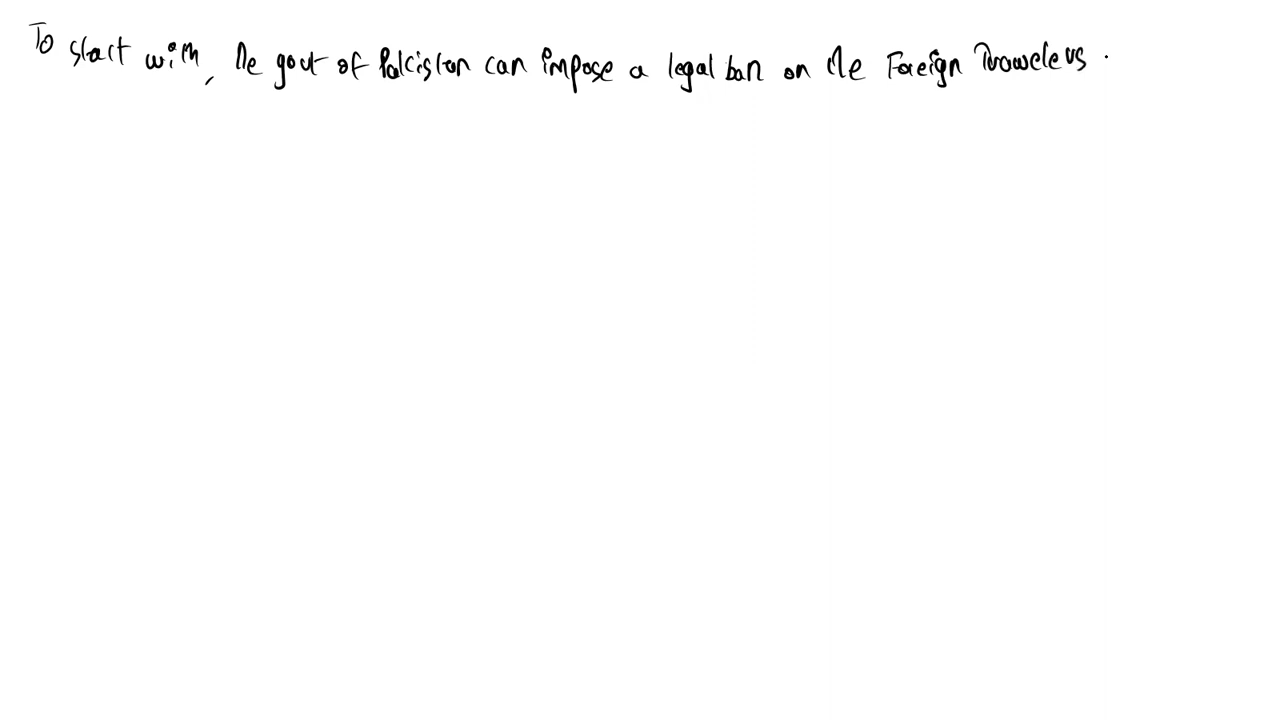 To start with, the govt of Pakistan can impose a legal ban on the Foreign Travelers.